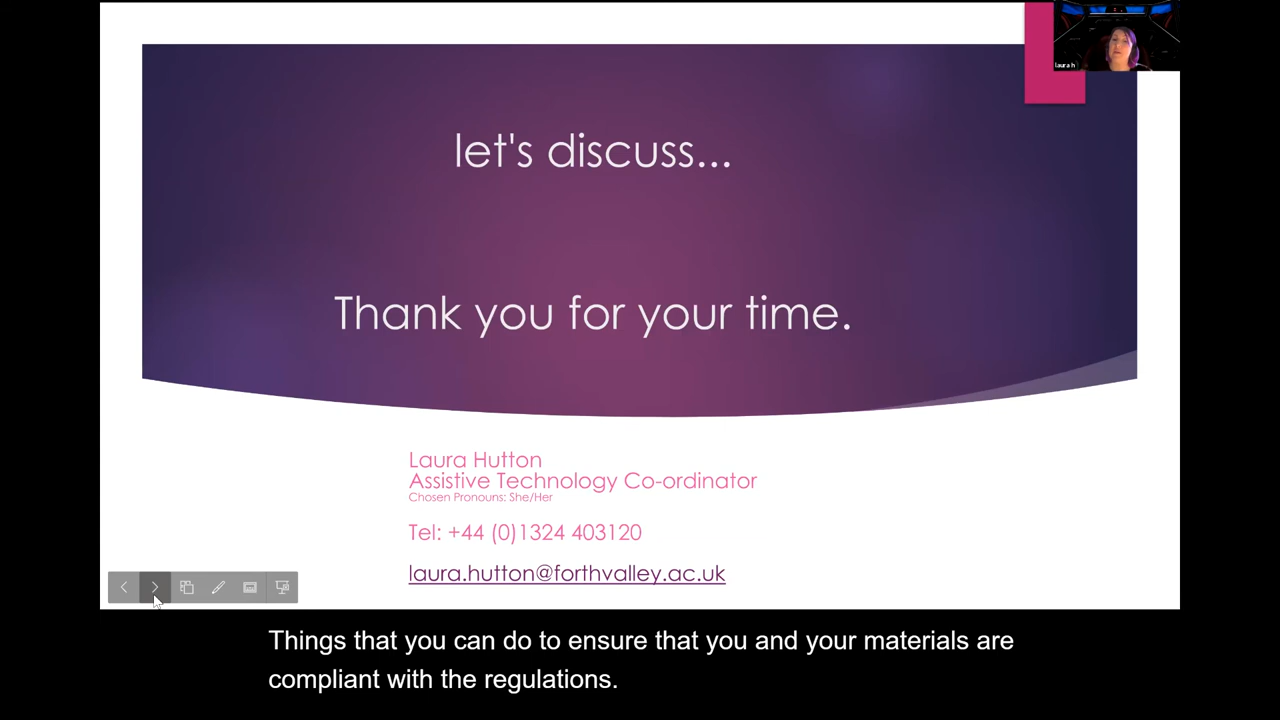 laura h
let's discuss...
Thank you for your time.
Laura Hutton
Assistive Technology Co-ordinator
Chosen Pronouns: She/Her
Tel: +44 (0)1324 403120
laura.hutton@forthvalley.ac.uk
Things that you can do to ensure that you and your materials are
compliant with the regulations.